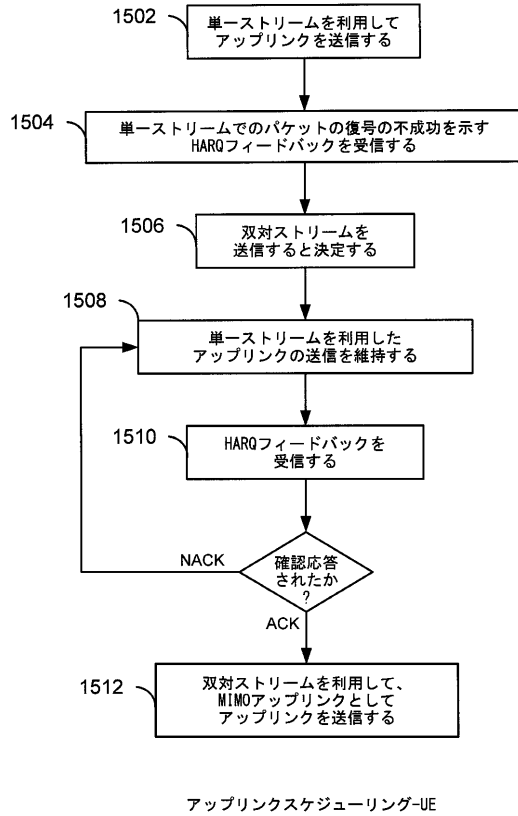 1502
単一ストリームを利用して
アップリンクを送信する
1504
単一ストリームでのパケットの復号の不成功を示す
HARQフィードバックを受信する
1506
双対ストリームを
送信すると決定する
1508
単一ストリームを利用した
アップリンクの送信を維持する
1510
HARQフィードバックを
受信する
NACK
確認応答
されたか
?
ACK
1512
双対ストリームを利用して、
MIMOアップリンクとして
アップリンクを送信する
アップリンクスケジューリング-UE